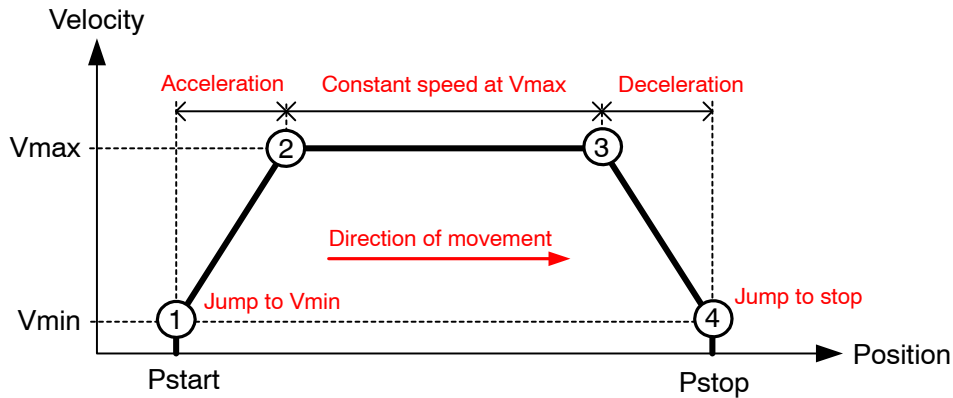 Velocity
Acceleration
Constant speed at Vmax
Deceleration
Vmax
2
3
Direction of movement
Jump to Vmin
Jump to stop
Vmin
1
4
Position
Pstart
Pstop